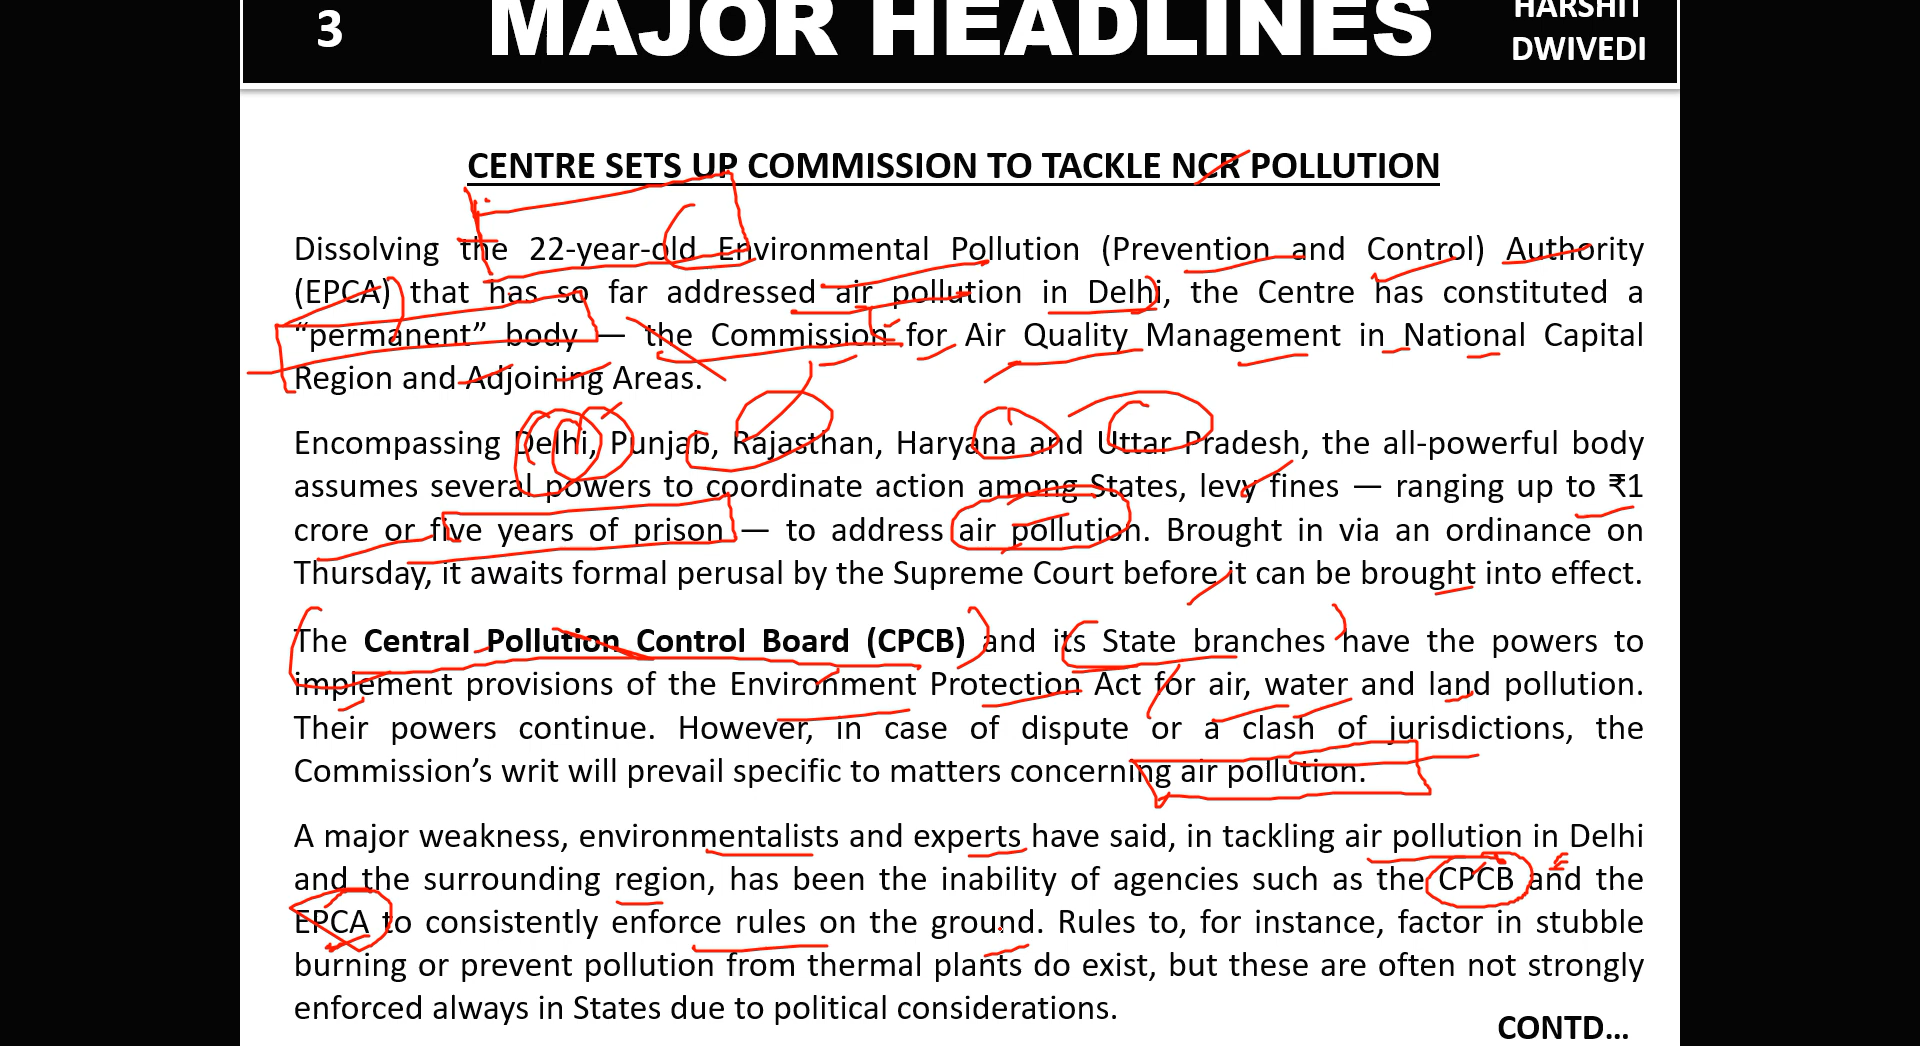 3
MAJOR HEADLINES
HARSHIT
DWIVEDI
CENTRE SETS UP COMMISSION TO TACKLE NCR POLLUTION
Dissolving the 22-year-old Environmental Pollution (Prevention and Control) Authority
(EPCA) that has so far addressed air pollution in Delhi, the Centre has constituted a
“permanent” body — the Commission for Air Quality Management in National Capital
Region and Adjoining Areas.
Encompassing Delhi, Punjab, Rajasthan, Haryana and Uttar Pradesh, the all-powerful body
assumes several powers to coordinate action among States, levy fines — ranging up to ₹1
crore or five years of prison — to address air pollution. Brought in via an ordinance on
Thursday, it awaits formal perusal by the Supreme Court before it can be brought into effect.
The Central Pollution Control Board (CPCB) and its State branches have the powers to
implement provisions of the Environment Protection Act for air, water and land pollution.
Their powers continue. However, in case of dispute or a clash of jurisdictions, the
Commission’s writ will prevail specific to matters concerning air pollution.
A major weakness, environmentalists and experts have said, in tackling air pollution in Delhi
and the surrounding region, has been the inability of agencies such as the CPCB and the
EPCA to consistently enforce rules on the ground. Rules to, for instance, factor in stubble
burning or prevent pollution from thermal plants do exist, but these are often not strongly
enforced always in States due to political considerations.
CONTD...